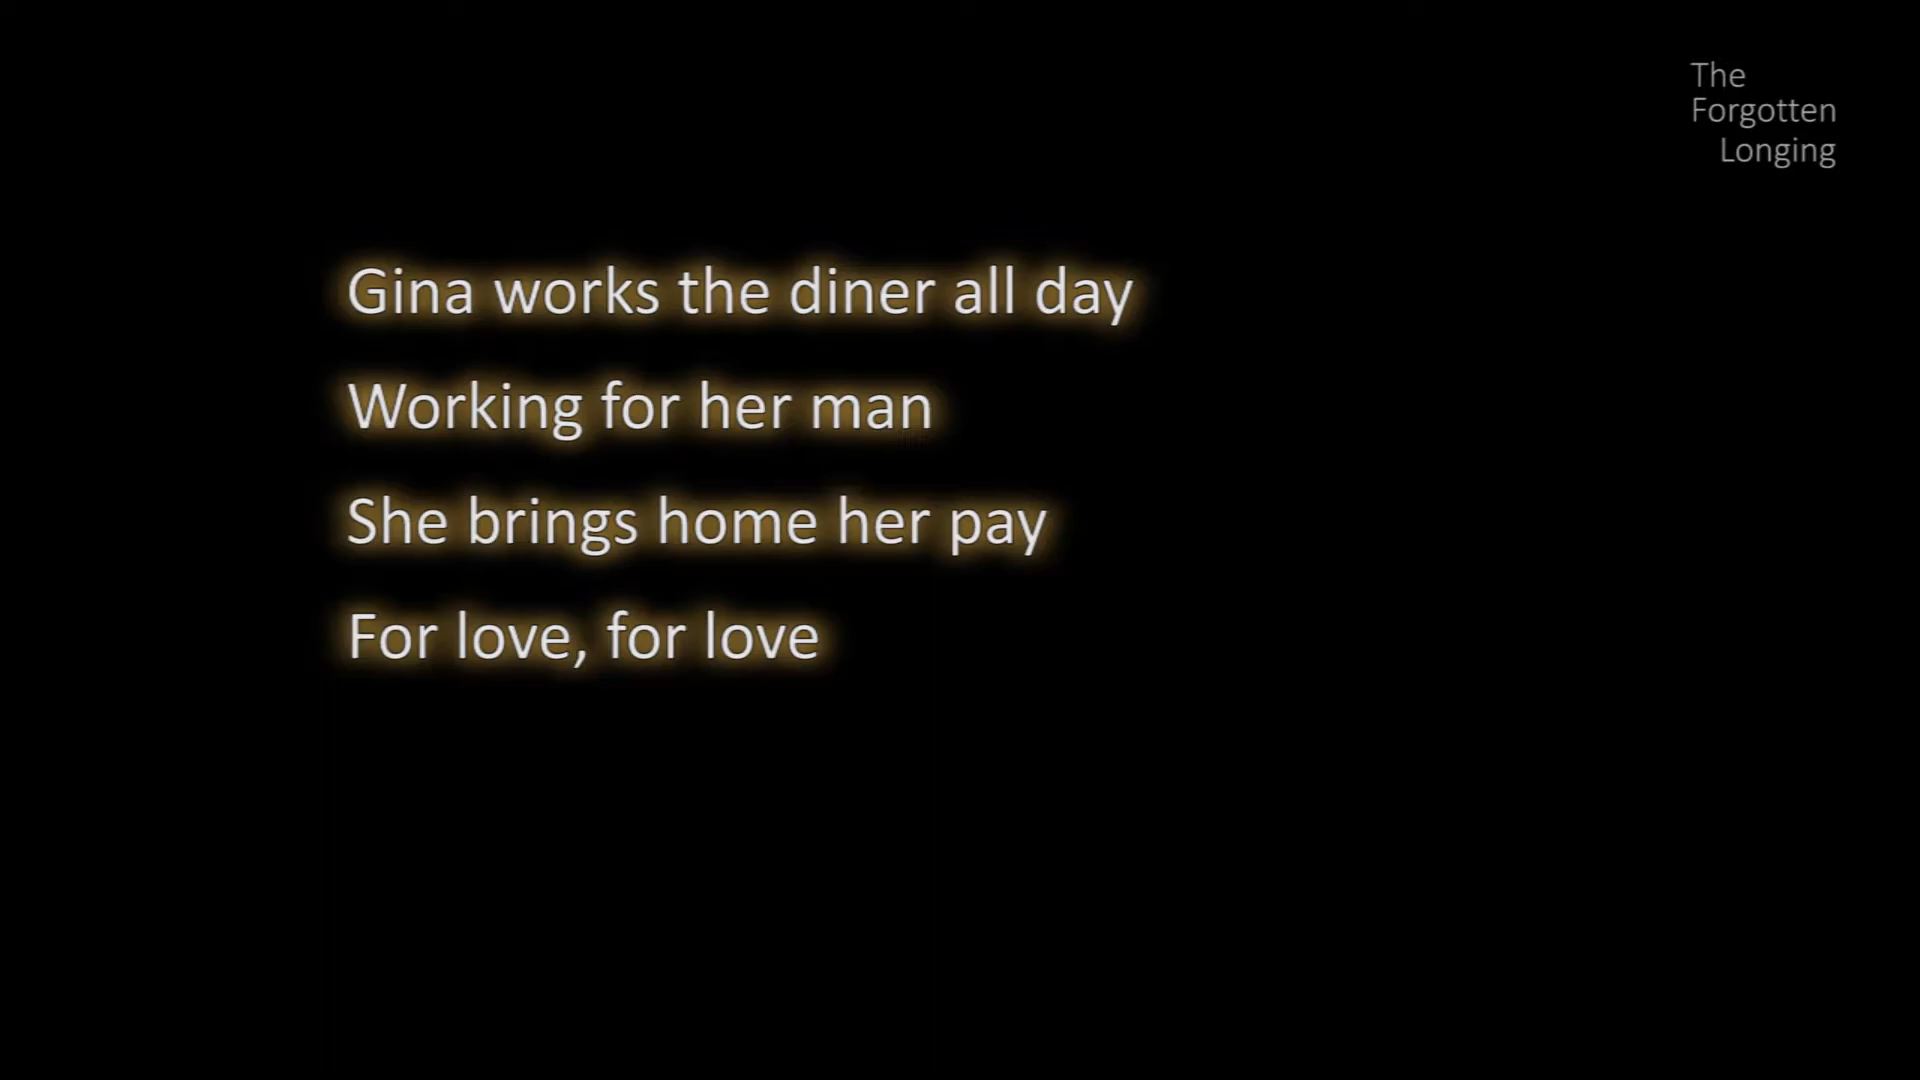 The
Forgotten
Longing
Gina works the diner all day
Working for her man
She brings home her pay
For love, for love